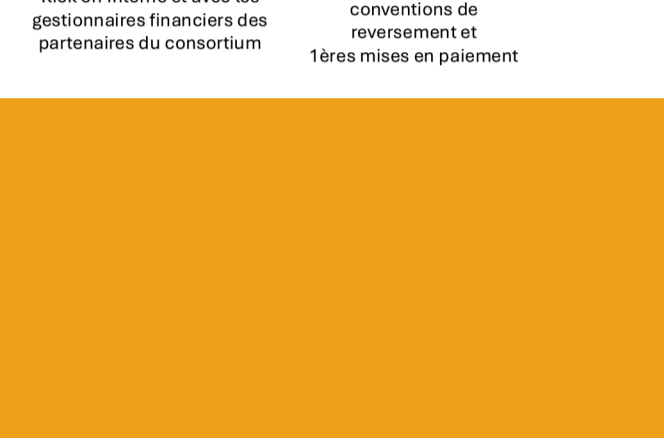 gestionnaires financiers des
partenaires du consortium
conventions de
reversement et
1ères mises en paiement